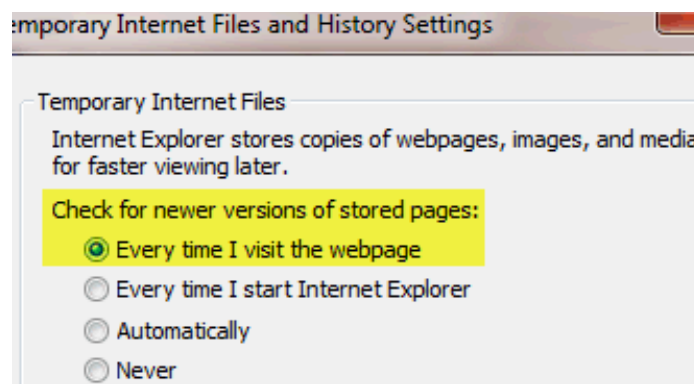 emporary Internet Files and History Settings
Temporary Internet Files
Internet Explorer stores copies of webpages, images, and media
for faster viewing later.
Check for newer versions of stored pages:
Every time I visit the webpage
Every time I start Internet Explorer
Automatically
Never